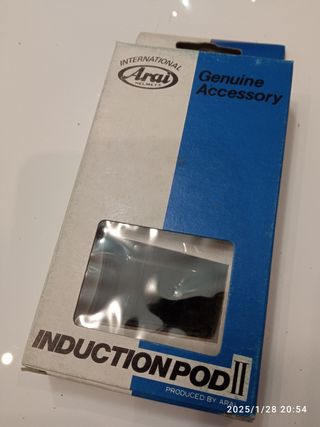 INTERNATIONAL
Arai
HELMETS
Genuine
Accessory
INDUCTIONPOD II
PRODUCED BY ARAI
2025/1/28 20:54